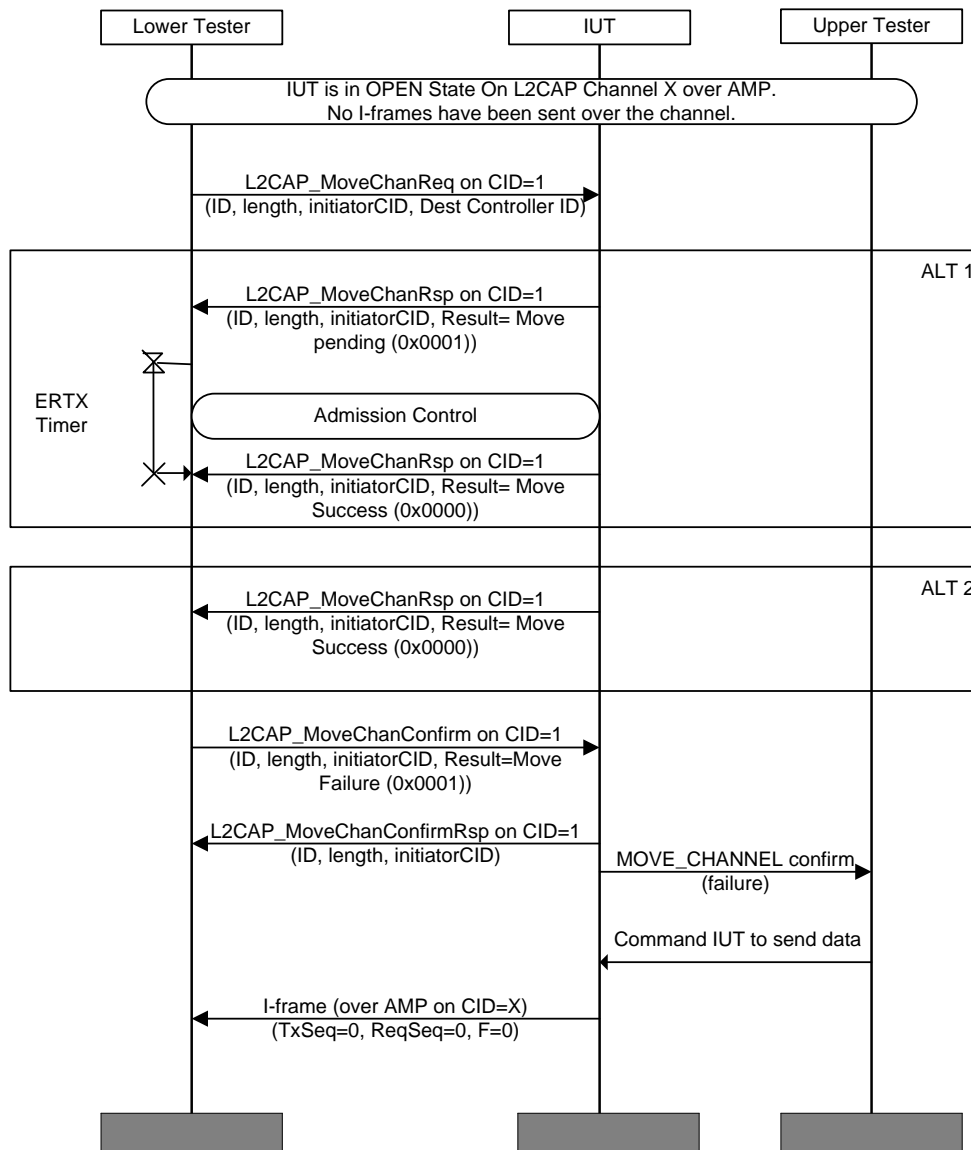 Lower Tester
IUT
Upper Tester
IUT is in OPEN State On L2CAP Channel X over AMP.
No I-frames have been sent over the channel.
L2CAP_MoveChanReq on CID=1
(ID, length, initiatorCID, Dest Controller ID)
ALT 1
L2CAP_MoveChanRsp on CID=1
(ID, length, initiatorCID, Result= Move
pending (0x0001))
ERTX
Timer
Admission Control
L2CAP_MoveChanRsp on CID=1
(ID, length, initiatorCID, Result= Move
Success (0x0000))
ALT 2
L2CAP_MoveChanRsp on CID=1
(ID, length, initiatorCID, Result= Move
Success (0x0000))
L2CAP_MoveChanConfirm on CID=1
(ID, length, initiatorCID, Result=Move
Failure (0x0001))
L2CAP_MoveChanConfirmRsp on CID=1
(ID, length, initiatorCID)
MOVE_CHANNEL confirm
(failure)
Command IUT to send data
I-frame (over AMP on CID=X)
(TxSeq=0, ReqSeq=0, F=0)